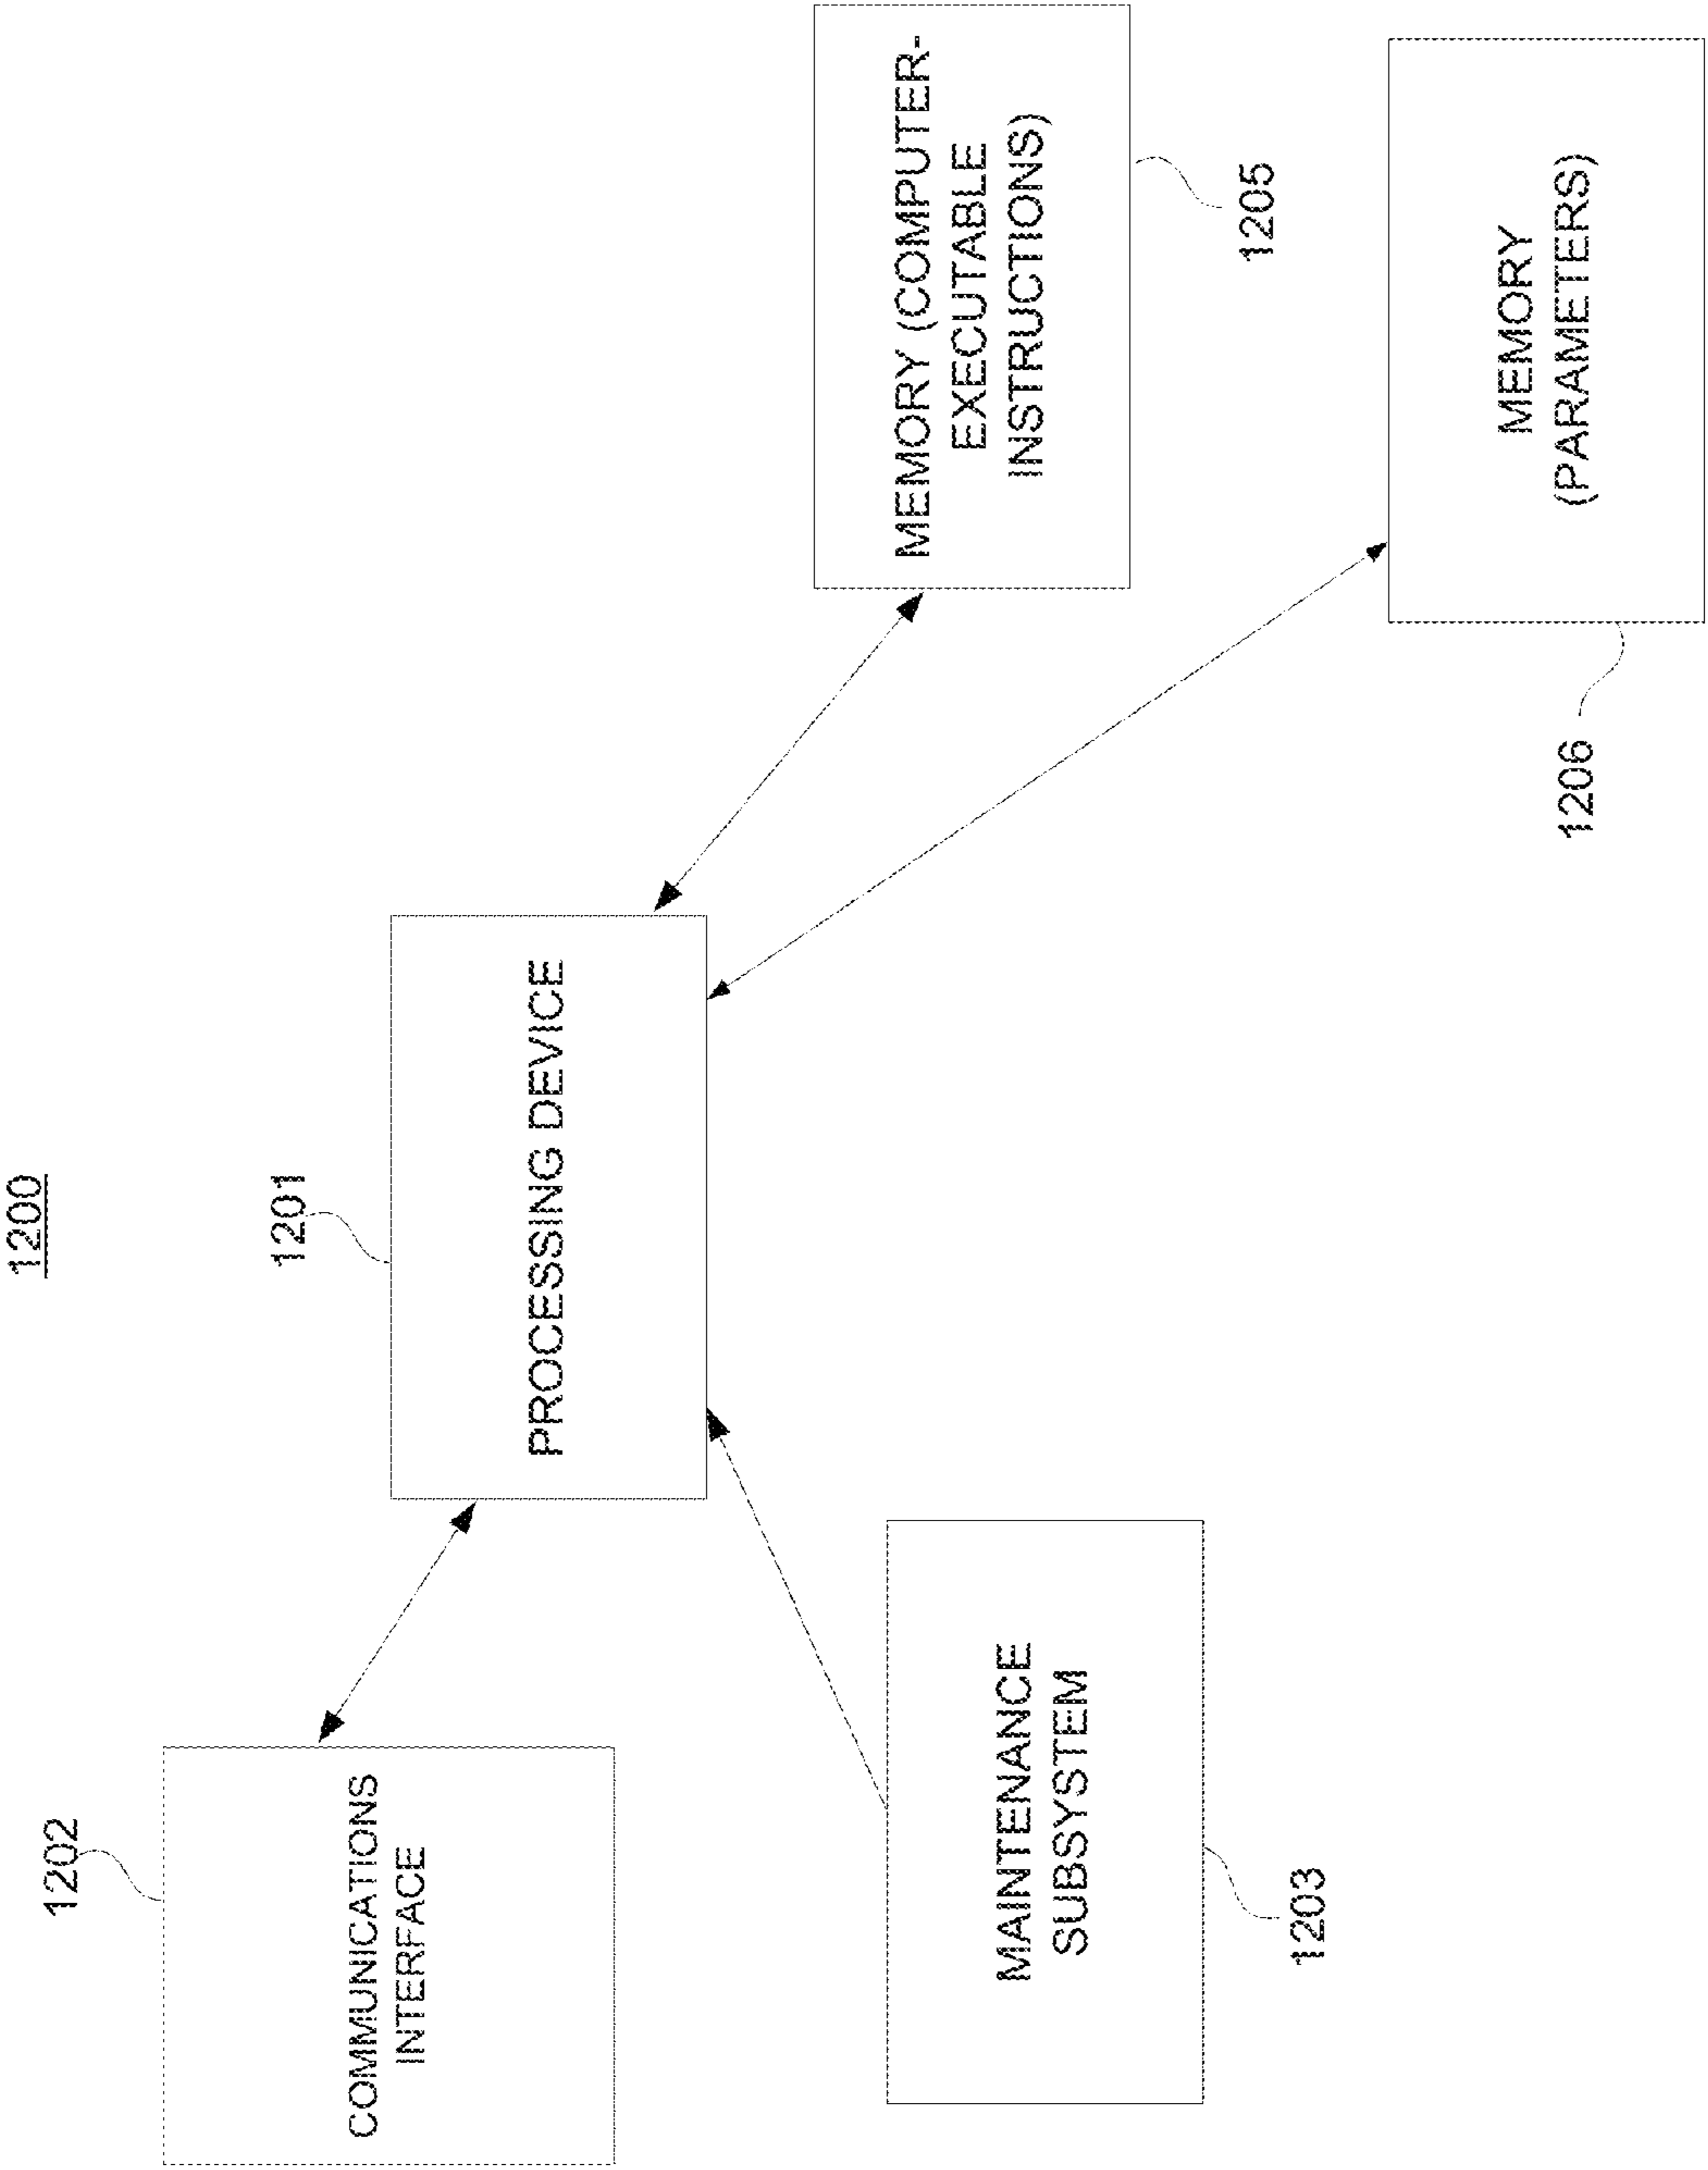 1200
1202
COMMUNICATIONS
INTERFACE
1201
PROCESSING DEVICE
MAINTENANCE
SUBSYSTEM
1203
MEMORY (COMPUTER-
EXECUTABLE
INSTRUCTIONS)
1205
1206
MEMORY
(PARAMETERS)